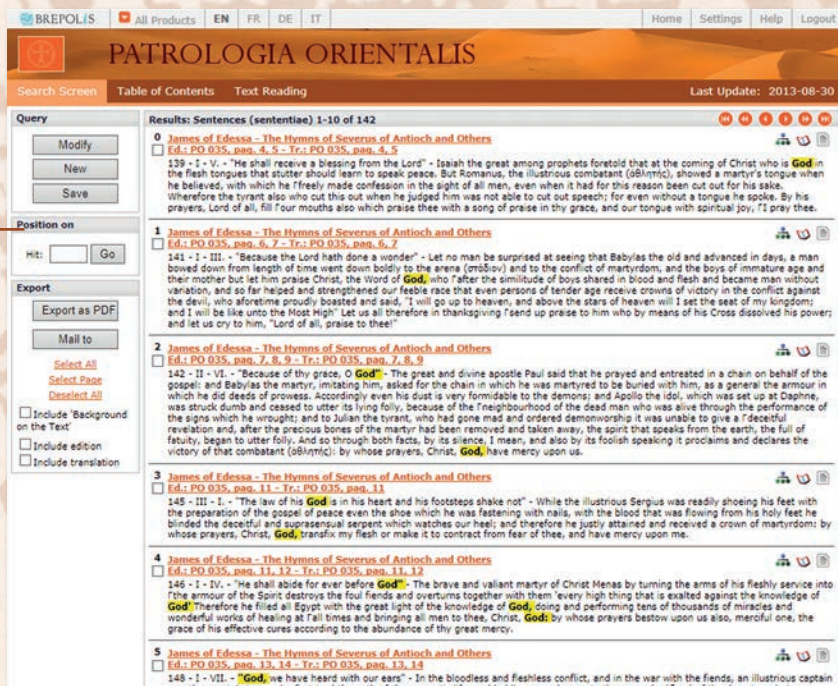 BREPOLiS All Products EN FR DE IT Home Settings Help Logout
PATROLOGIA ORIENTALIS
Search Screen Table of Contents Text Reading Last Update: 2013-08-30
Query
Modify
New
Save
Position on
Hit: Go
Export
Export as PDF
Mail to
Select All
Select Page
Deselect All
Include 'Background
on the Text'
Include edition
Include translation
Results: Sentences (sententiae) 1-10 of 142
0 James of Edessa - The Hymns of Severus of Antioch and Others
Ed.: PO 035, pag. 4, 5 - Tr.: PO 035, pag. 4, 5
139 - I - V. - "He shall receive a blessing from the Lord" - Isaiah the great among prophets foretold that at the coming of Christ who is God in
the flesh tongues that stutter should learn to speak peace. But Romanus, the illustrious combatant (αθλητής), showed a martyr's tongue when
he believed, with which he ſfreely made confession in the sight of all men, even when it had for this reason been cut out for his sake.
Wherefore the tyrant also who cut this out when he judged him was not able to cut out speech; for even without a tongue he spoke. By his
prayers, Lord of all, fill ſour mouths also which praise thee with a song of praise in thy grace, and our tongue with spiritual joy, ſI pray thee.
1 James of Edessa - The Hymns of Severus of Antioch and Others
Ed.: PO 035, pag. 6, 7 - Tr.: PO 035, pag. 6, 7
141 - I - III. - "Because the Lord hath done a wonder" - Let no man be surprised at seeing that Babylas the old and advanced in days, a man
bowed down from length of time went down boldly to the arena (στάδιον) and to the conflict of martyrdom, and the boys of immature age and
their mother but let him praise Christ, the Word of God, who ſafter the similitude of boys shared in blood and flesh and became man without
variation, and so far helped and strengthened our feeble race that even persons of tender age receive crowns of victory in the conflict against
the devil, who aforetime proudly boasted and said, "I will go up to heaven, and above the stars of heaven will I set the seat of my kingdom;
and I will be like unto the Most High" Let us all therefore in thanksgiving ſsend up praise to him who by means of his Cross dissolved his power;
and let us cry to him, "Lord of all, praise to thee!"
2 James of Edessa - The Hymns of Severus of Antioch and Others
Ed.: PO 035, pag. 7, 8, 9 - Tr.: PO 035, pag. 7, 8, 9
142 - II - VI. - "Because of thy grace, O God" - The great and divine apostle Paul said that he prayed and entreated in a chain on behalf of the
gospel: and Babylas the martyr, imitating him, asked for the chain in which he was martyred to be buried with him, as a general the armour in
which he did deeds of prowess. Accordingly even his dust is very formidable to the demons; and Apollo the idol, which was set up at Daphne,
was struck dumb and ceased to utter its lying folly, because of the ſneighbourhood of the dead man who was alive through the performance of
the signs which he wrought; and to Julian the tyrant, who had gone mad and ordered demonworship it was unable to give a ſdeceitful
revelation and, after the precious bones of the martyr had been removed and taken away, the spirit that speaks from the earth, the full of
fatuity, began to utter folly. And so through both facts, by its silence, I mean, and also by its foolish speaking it proclaims and declares the
victory of that combatant (αθλητής): by whose prayers, Christ, God, have mercy upon us.
3 James of Edessa - The Hymns of Severus of Antioch and Others
Ed.: PO 035, pag. 11 - Tr.: PO 035, pag. 11
145 - III - I. - "The law of his God is in his heart and his footsteps shake not" - While the illustrious Sergius was readily shoeing his feet with
the preparation of the gospel of peace even the shoe which he was fastening with nails, with the blood that was flowing from his holy feet he
blinded the deceitful and suprasensual serpent which watches our heel; and therefore he justly attained and received a crown of martyrdom: by
whose prayers, Christ, God, transfix my flesh or make it to contract from fear of thee, and have mercy upon me.
4 James of Edessa - The Hymns of Severus of Antioch and Others
Ed.: PO 035, pag. 11, 12 - Tr.: PO 035, pag. 11, 12
146 - I - IV. - "He shall abide for ever before God" - The brave and valiant martyr of Christ Menas by turning the arms of his fleshly service into
ſthe armour of the Spirit destroys the foul fiends and overturns together with them 'every high thing that is exalted against the knowledge of
God' Therefore he filled all Egypt with the great light of the knowledge of God, doing and performing tens of thousands of miracles and
wonderful works of healing at ſall times and bringing all men to thee, Christ, God: by whose prayers bestow upon us also, merciful one, the
grace of his effective cures according to the abundance of thy great mercy.
5 James of Edessa - The Hymns of Severus of Antioch and Others
Ed.: PO 035, pag. 13, 14 - Tr.: PO 035, pag. 13, 14
148 - I - VII. - "God, we have heard with our ears" - In the bloodless and fleshless conflict, and in the war with the fiends, an illustrious captain